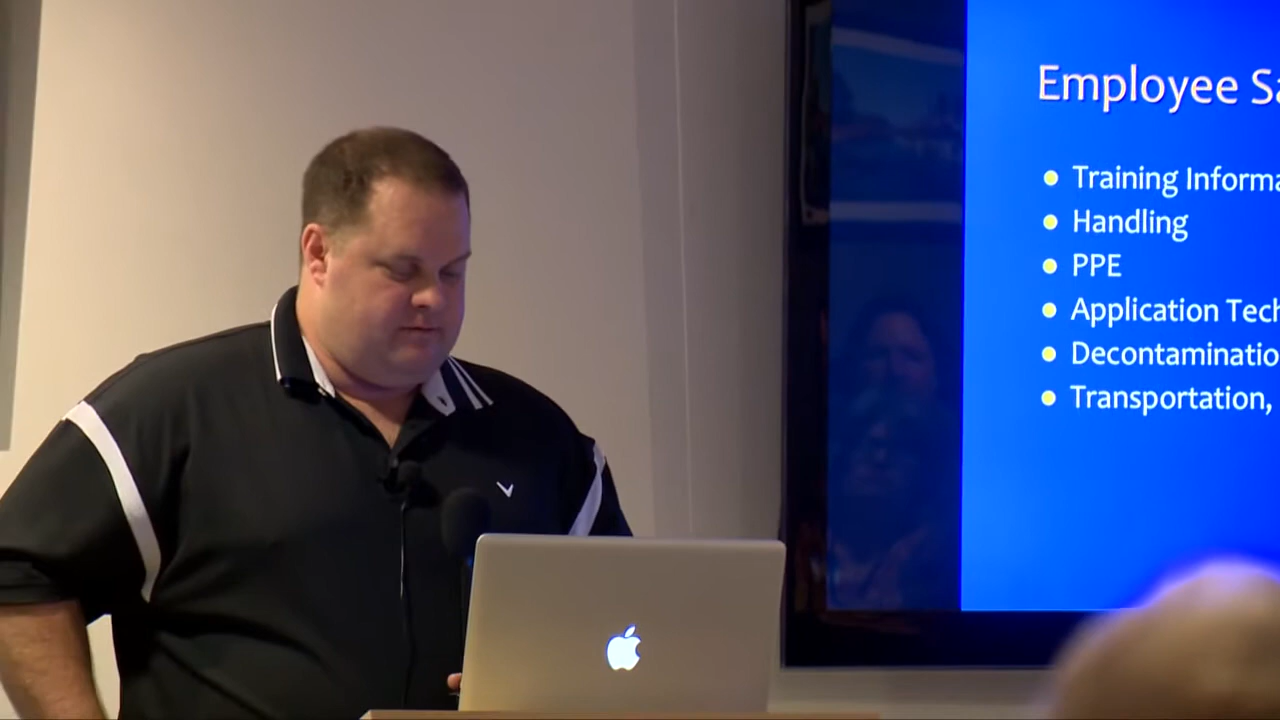 Employee Sa
Training Informa
Handling
PPE
Application Tech
Decontaminatio
Transportation,